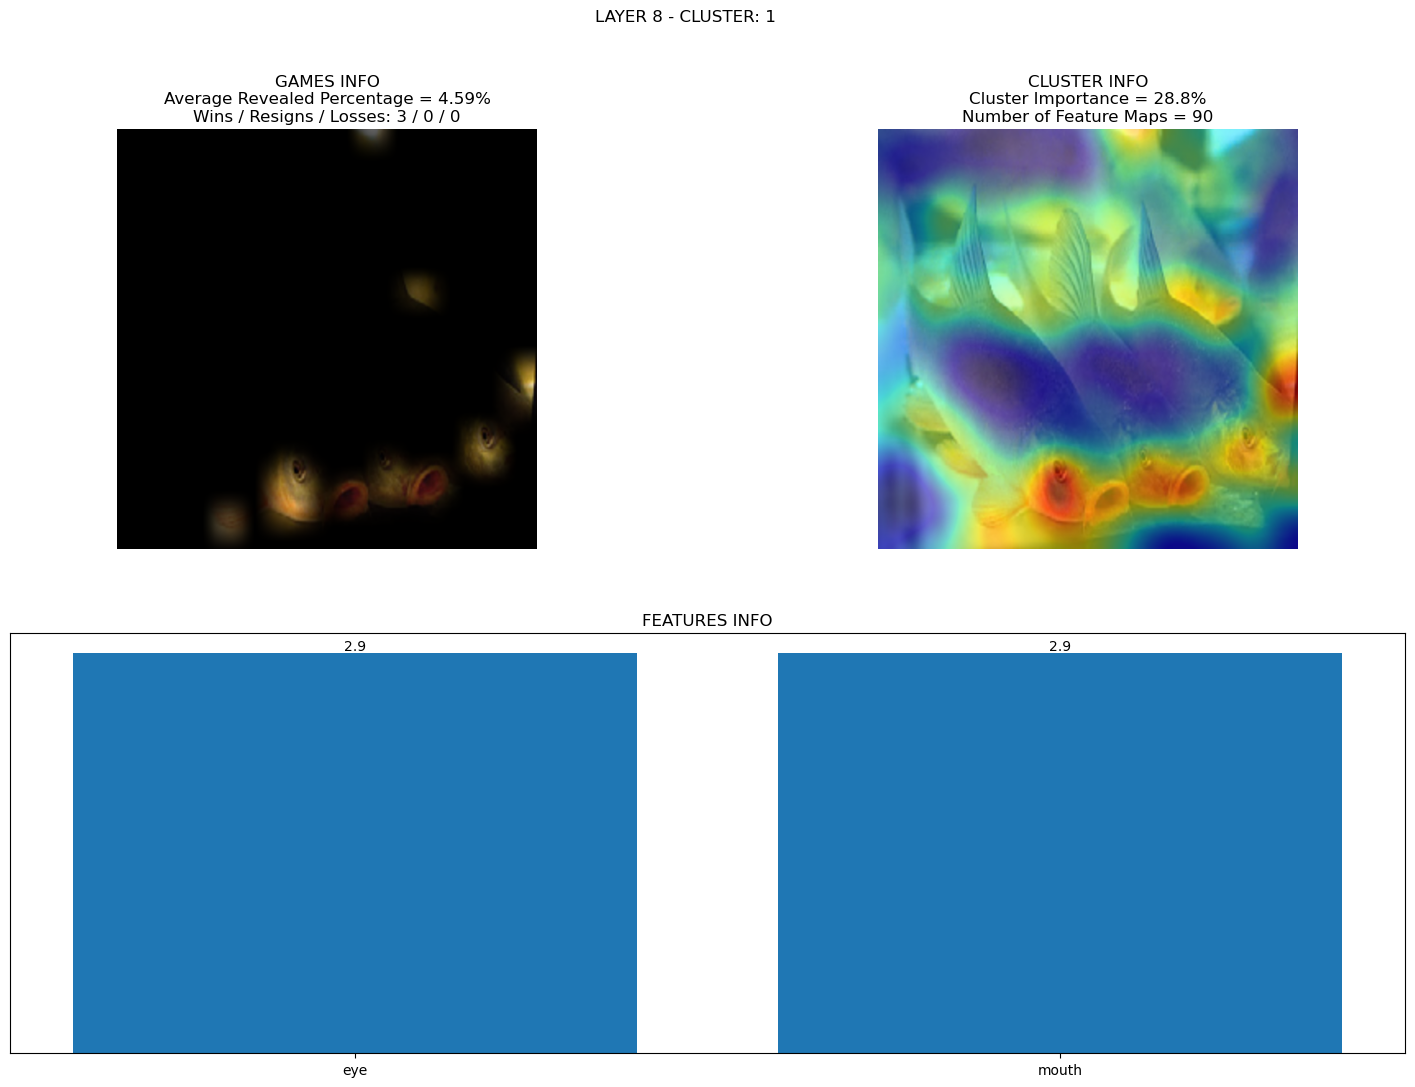 LAYER 8 - CLUSTER: 1
GAMES INFO
Average Revealed Percentage = 4.59%
Wins / Resigns / Losses: 3 / 0 / 0
CLUSTER INFO
Cluster Importance = 28.8%
Number of Feature Maps = 90
FEATURES INFO
2.9
2.9
eye
mouth